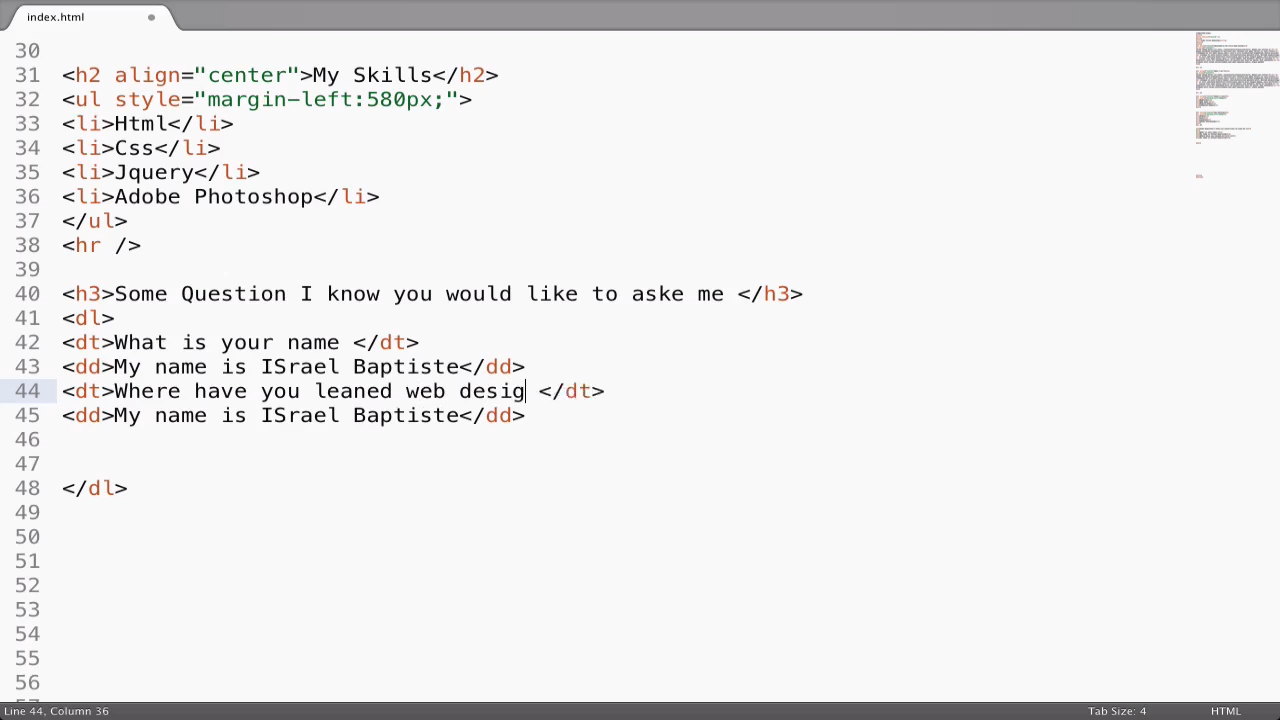 index.html
30
31 <h2 align="center">My Skills</h2>
32 <ul style="margin-left:580px;">
33 <li>Html</li>
34 <li>Css</li>
35 <li>Jquery</li>
36 <li>Adobe Photoshop</li>
37 </ul>
38 <hr />
39
40 <h3>Some Question I know you would like to aske me </h3>
41 <dl>
42 <dt>What is your name </dt>
43 <dd>My name is ISrael Baptiste</dd>
44 <dt>Where have you leaned web desig </dt>
45 <dd>My name is ISrael Baptiste</dd>
46
47
48 </dl>
49
50
51
52
53
54
55
56
Line 44, Column 36 Tab Size: 4 HTML